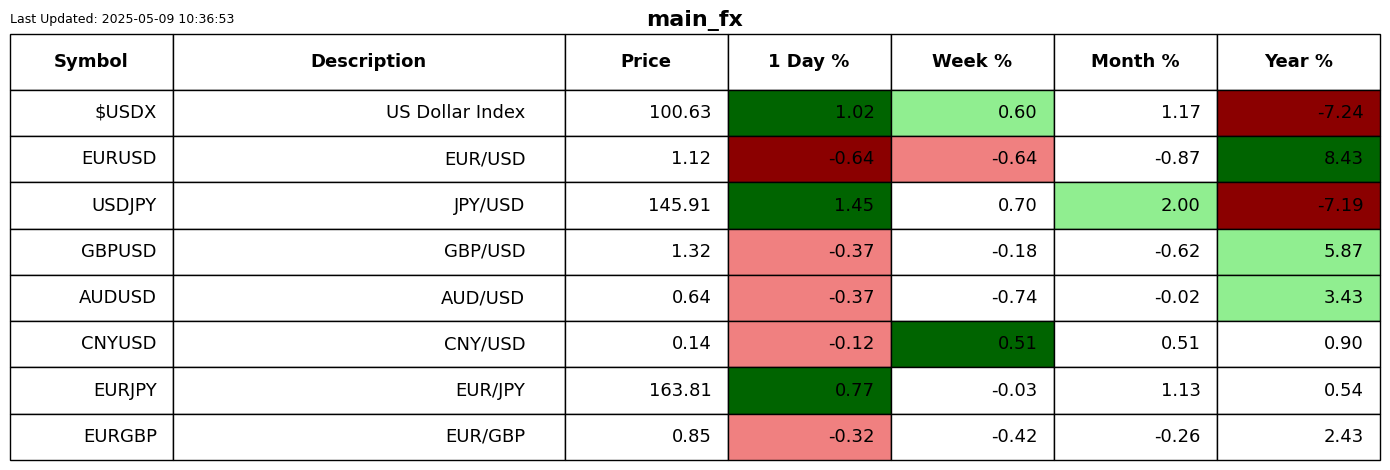 Last Updated: 2025-05-09 10:36:53
main_fx
Symbol Description Price 1 Day % Week % Month % Year %
$USDX US Dollar Index 100.63 1.02 0.60 1.17 -7.24
EURUSD EUR/USD 1.12 -0.64 -0.64 -0.87 8.43
USDJPY JPY/USD 145.91 1.45 0.70 2.00 -7.19
GBPUSD GBP/USD 1.32 -0.37 -0.18 -0.62 5.87
AUDUSD AUD/USD 0.64 -0.37 -0.74 -0.02 3.43
CNYUSD CNY/USD 0.14 -0.12 0.51 0.51 0.90
EURJPY EUR/JPY 163.81 0.77 -0.03 1.13 0.54
EURGBP EUR/GBP 0.85 -0.32 -0.42 -0.26 2.43